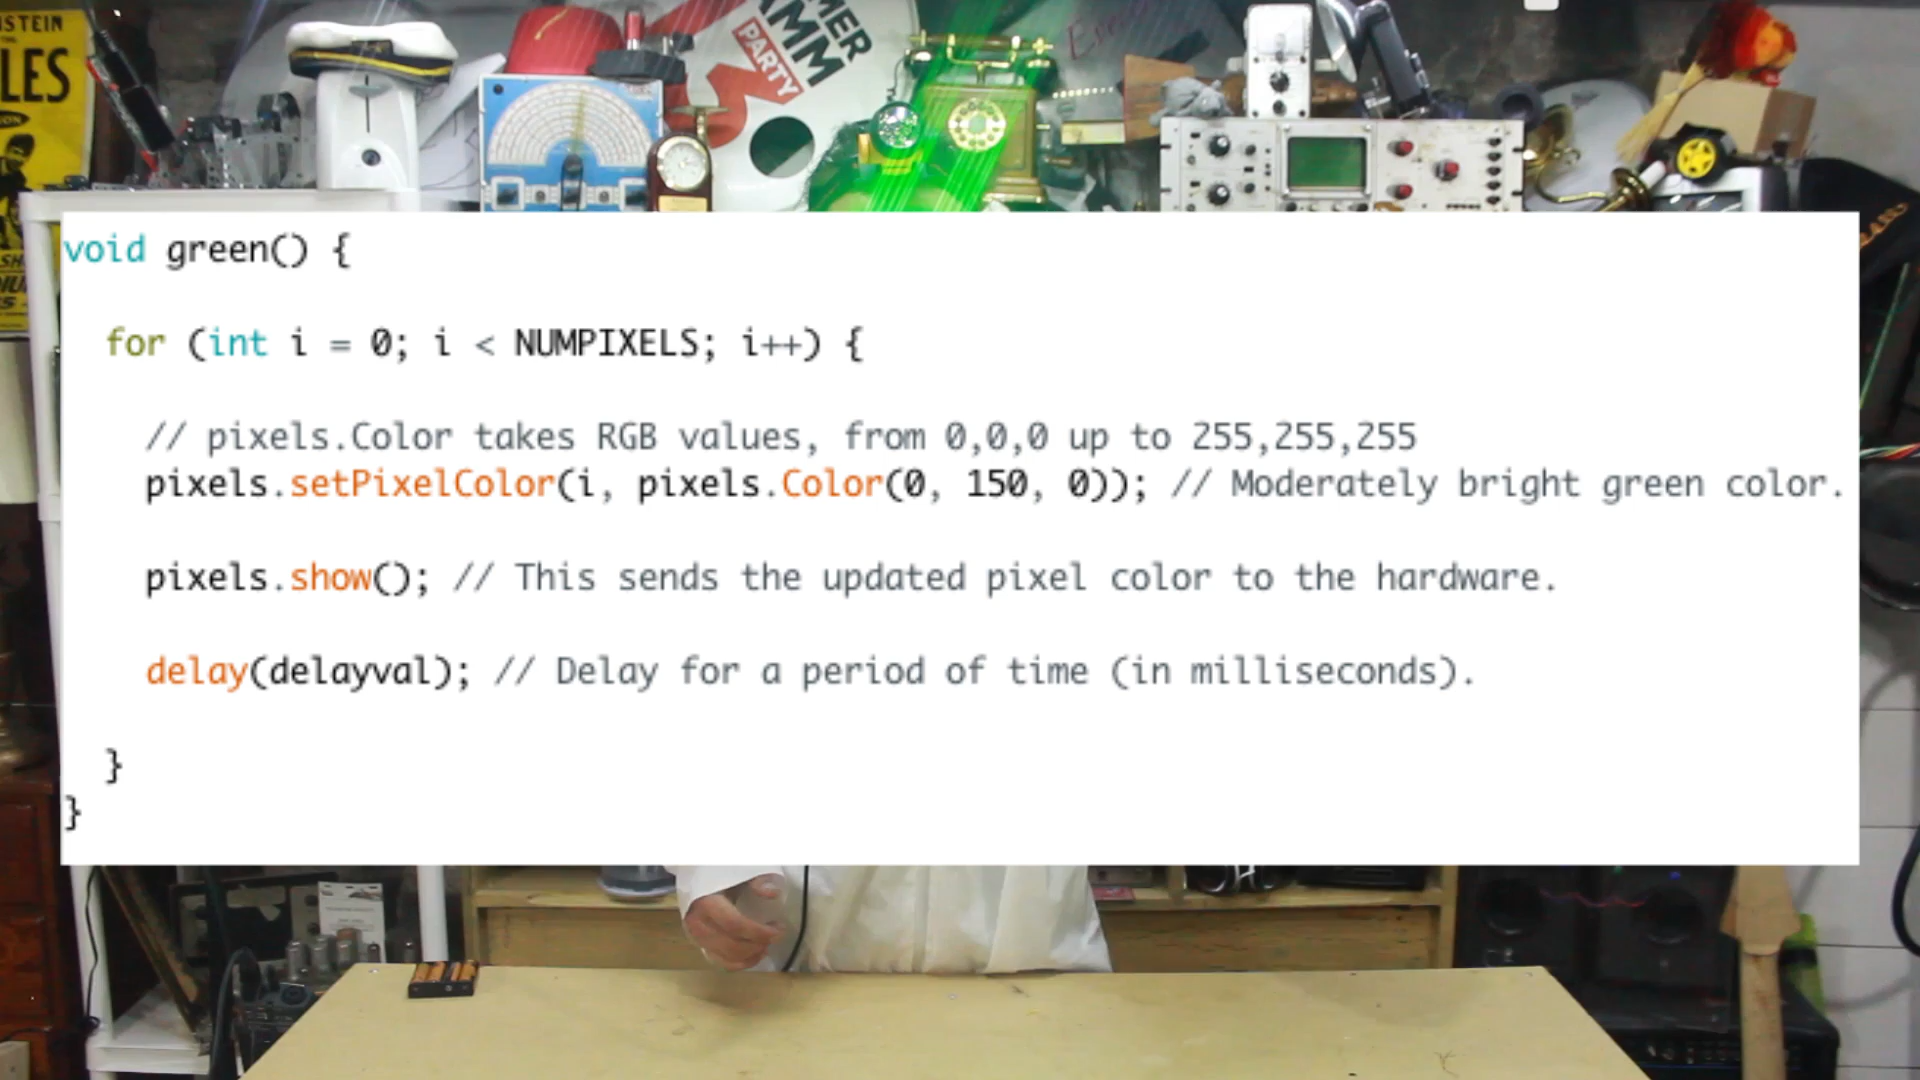 STEIN
LES
MER
AMM
PARTY
3
void green() {
for (int i = 0; i < NUMPIXELS; i++) {
// pixels.Color takes RGB values, from 0,0,0 up to 255,255,255
pixels.setPixelColor(i, pixels.Color(0, 150, 0)); // Moderately bright green color.
pixels.show(); // This sends the updated pixel color to the hardware.
delay(delayval); // Delay for a period of time (in milliseconds).
}
}